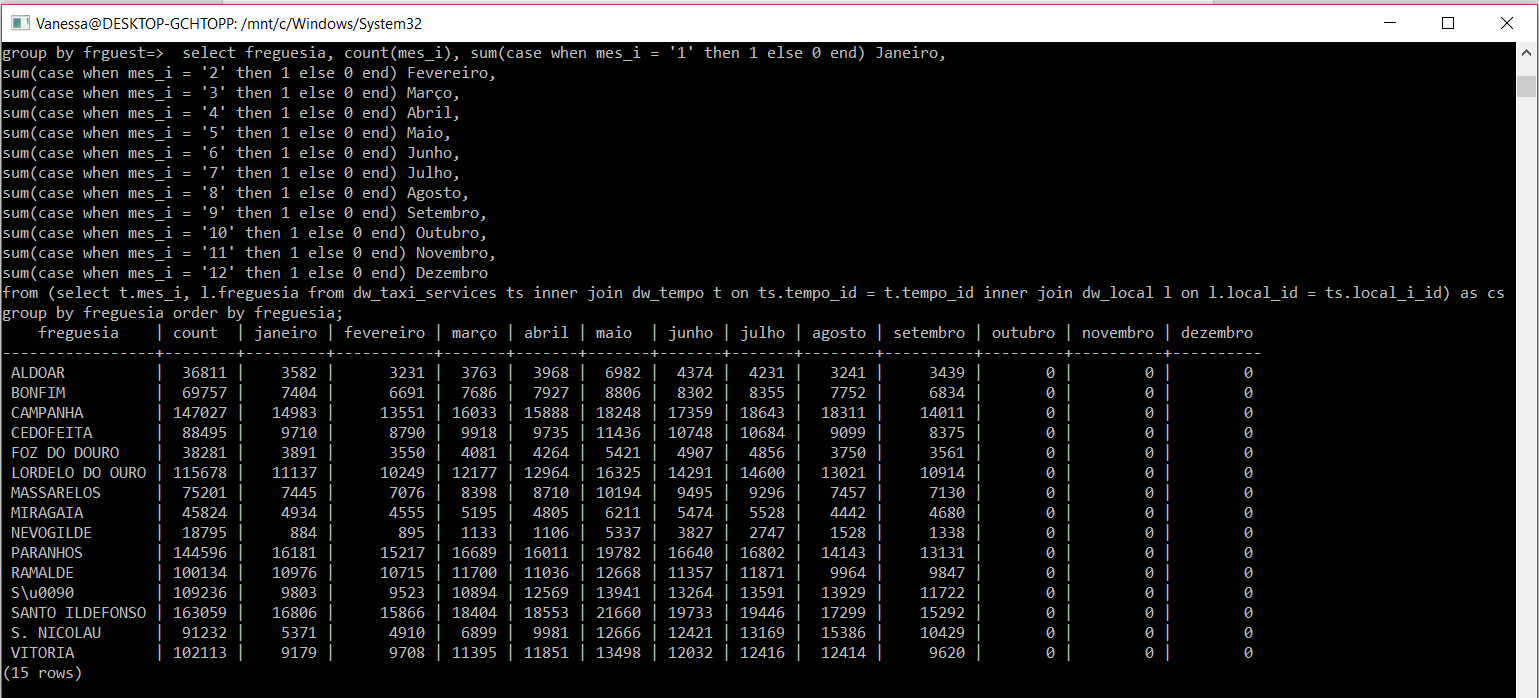 Vanessa@DESKTOP-GCHTOPP: /mnt/c/Windows/System32
group by frguest=>  select freguesia, count(mes_i), sum(case when mes_i = '1' then 1 else 0 end) Janeiro,
sum(case when mes_i = '2' then 1 else 0 end) Fevereiro,
sum(case when mes_i = '3' then 1 else 0 end) Março,
sum(case when mes_i = '4' then 1 else 0 end) Abril,
sum(case when mes_i = '5' then 1 else 0 end) Maio,
sum(case when mes_i = '6' then 1 else 0 end) Junho,
sum(case when mes_i = '7' then 1 else 0 end) Julho,
sum(case when mes_i = '8' then 1 else 0 end) Agosto,
sum(case when mes_i = '9' then 1 else 0 end) Setembro,
sum(case when mes_i = '10' then 1 else 0 end) Outubro,
sum(case when mes_i = '11' then 1 else 0 end) Novembro,
sum(case when mes_i = '12' then 1 else 0 end) Dezembro
from (select t.mes_i, l.freguesia from dw_taxi_services ts inner join dw_tempo t on ts.tempo_id = t.tempo_id inner join dw_local l on l.local_id = ts.local_i_id) as cs
group by freguesia order by freguesia;
    freguesia    | count  | janeiro | fevereiro | março | abril | maio  | junho | julho | agosto | setembro | outubro | novembro | dezembro
-----------------+--------+---------+-----------+-------+-------+-------+-------+-------+--------+----------+---------+----------+----------
 ALDOAR          |  36811 |    3582 |      3231 |  3763 |  3968 |  6982 |  4374 |  4231 |   3241 |     3439 |       0 |        0 |        0
 BONFIM          |  69757 |    7404 |      6691 |  7686 |  7927 |  8806 |  8302 |  8355 |   7752 |     6834 |       0 |        0 |        0
 CAMPANHA        | 147027 |   14983 |     13551 | 16033 | 15888 | 18248 | 17359 | 18643 |  18311 |    14011 |       0 |        0 |        0
 CEDOFEITA       |  88495 |    9710 |      8790 |  9918 |  9735 | 11436 | 10748 | 10684 |   9099 |     8375 |       0 |        0 |        0
 FOZ DO DOURO    |  38281 |    3891 |      3550 |  4081 |  4264 |  5421 |  4907 |  4856 |   3750 |     3561 |       0 |        0 |        0
 LORDELO DO OURO | 115678 |   11137 |     10249 | 12177 | 12964 | 16325 | 14291 | 14600 |  13021 |    10914 |       0 |        0 |        0
 MASSARELOS      |  75201 |    7445 |      7076 |  8398 |  8710 | 10194 |  9495 |  9296 |   7457 |     7130 |       0 |        0 |        0
 MIRAGAIA        |  45824 |    4934 |      4555 |  5195 |  4805 |  6211 |  5474 |  5528 |   4442 |     4680 |       0 |        0 |        0
 NEVOGILDE       |  18795 |     884 |       895 |  1133 |  1106 |  5337 |  3827 |  2747 |   1528 |     1338 |       0 |        0 |        0
 PARANHOS        | 144596 |   16181 |     15217 | 16689 | 16011 | 19782 | 16640 | 16802 |  14143 |    13131 |       0 |        0 |        0
 RAMALDE         | 100134 |   10976 |     10715 | 11700 | 11036 | 12668 | 11357 | 11871 |   9964 |     9847 |       0 |        0 |        0
 S\u0090         | 109236 |    9803 |      9523 | 10894 | 12569 | 13941 | 13264 | 13591 |  13929 |    11722 |       0 |        0 |        0
 SANTO ILDEFONSO | 163059 |   16806 |     15866 | 18404 | 18553 | 21660 | 19733 | 19446 |  17299 |    15292 |       0 |        0 |        0
 S. NICOLAU      |  91232 |    5371 |      4910 |  6899 |  9981 | 12666 | 12421 | 13169 |  15386 |    10429 |       0 |        0 |        0
 VITORIA         | 102113 |    9179 |      9708 | 11395 | 11851 | 13498 | 12032 | 12416 |  12414 |     9620 |       0 |        0 |        0
(15 rows)